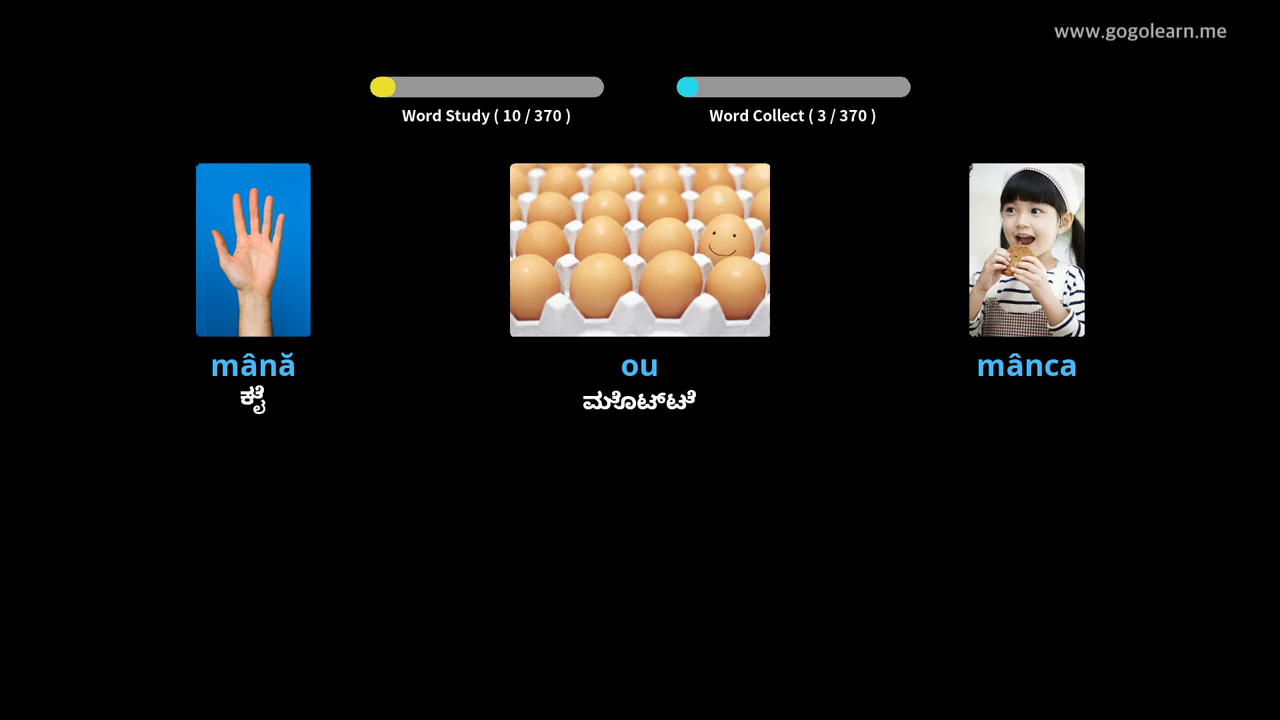 www.gogolearn.me
Word Study ( 10 / 370 )
Word Collect ( 3 / 370 )
mână
ou
mânca
ಕೈ
ಮೊಟ್ಟೆ